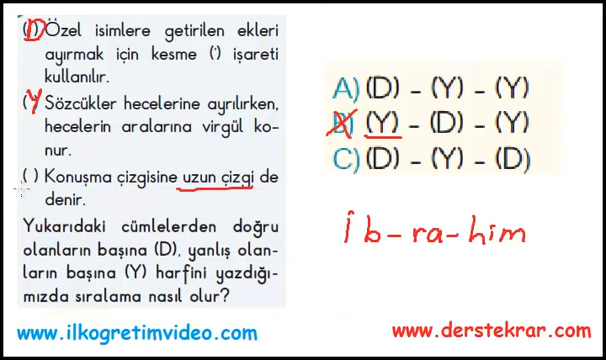 (D) Özel isimlere getirilen ekleri
ayırmak için kesme (') işareti
kullanılır.
(Y) Sözcükler hecelerine ayrılırken,
hecelerin aralarına virgül ko-
nur.
( ) Konuşma çizgisine uzun çizgi de
denir.
Yukarıdaki cümlelerden doğru
olanların başına (D), yanlış olan-
ların başına (Y) harfini yazdığı-
mızda sıralama nasıl olur?
A) (D) - (Y) - (Y)
B) (Y) - (D) - (Y)
C) (D) - (Y) - (D)
İb-ra-him
www.ilkogretimvideo.com
www.derstekrar.com